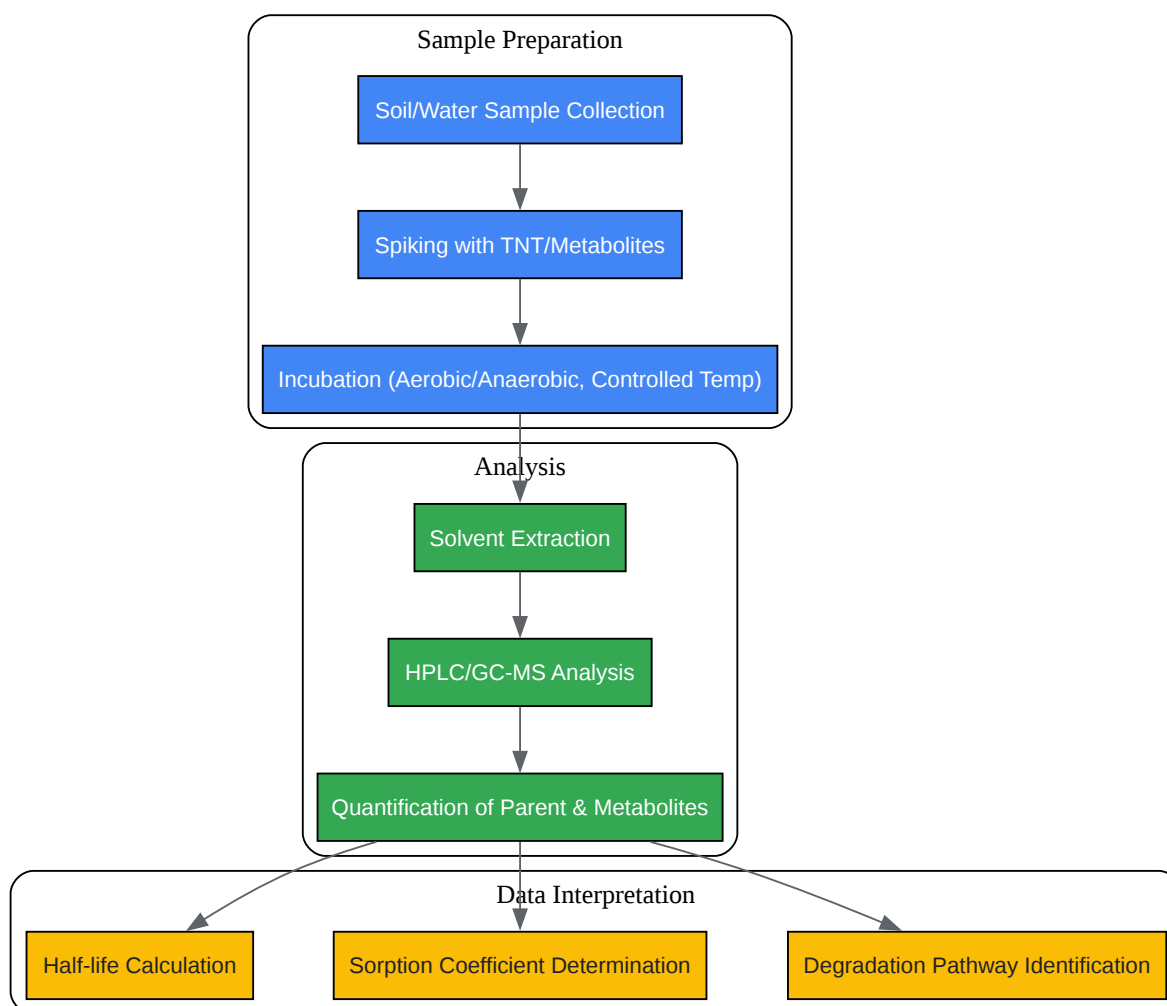 Sample Preparation
Soil/Water Sample Collection
Spiking with TNT/Metabolites
Incubation (Aerobic/Anaerobic, Controlled Temp)
Analysis
Solvent Extraction
HPLC/GC-MS Analysis
Quantification of Parent & Metabolites
Data Interpretation
Half-life Calculation
Sorption Coefficient Determination
Degradation Pathway Identification